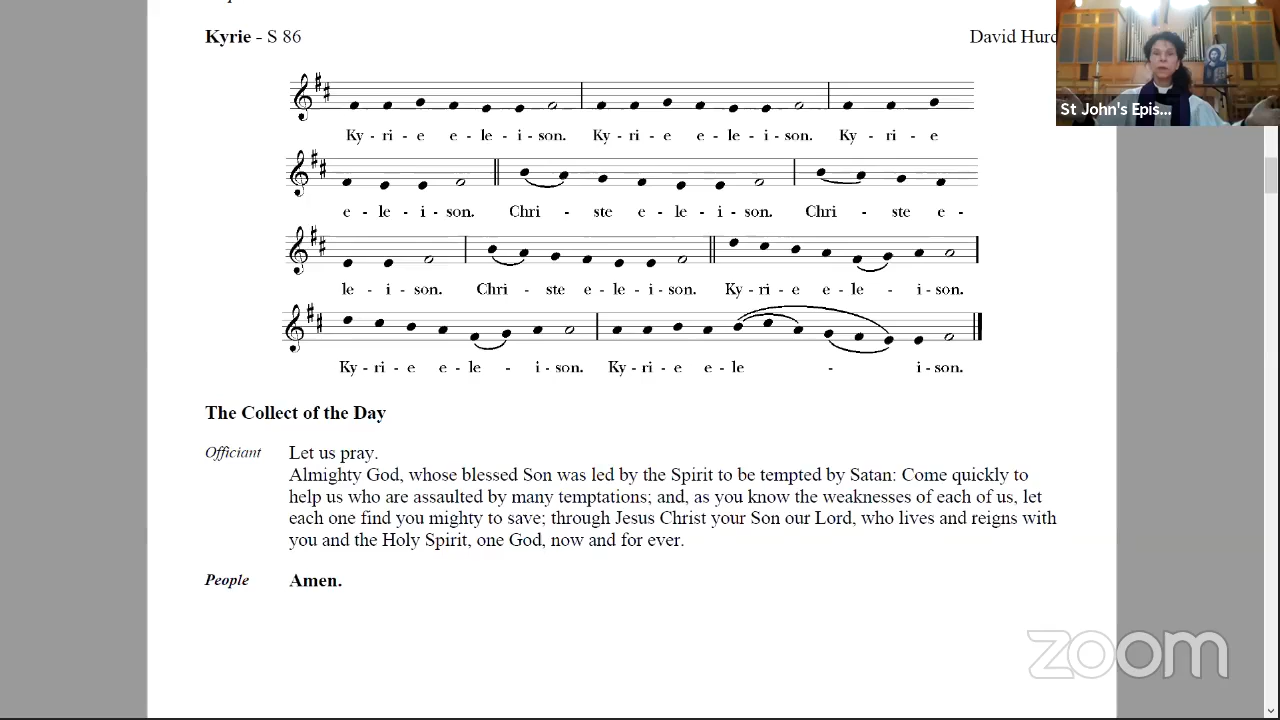 Kyrie - S 86 David Hurd
St John's Epis...
Ky - ri - e e - le - i - son. Ky - ri - e e - le - i - son. Ky - ri - e
e - le - i - son. Chri - ste e - le - i - son. Chri - ste e -
le - i - son. Chri - ste e - le - i - son. Ky - ri - e e - le - i - son.
Ky - ri - e e - le - i - son. Ky - ri - e e - le - i - son.
The Collect of the Day
Officiant Let us pray.
Almighty God, whose blessed Son was led by the Spirit to be tempted by Satan: Come quickly to
help us who are assaulted by many temptations; and, as you know the weaknesses of each of us, let
each one find you mighty to save; through Jesus Christ your Son our Lord, who lives and reigns with
you and the Holy Spirit, one God, now and for ever.
People Amen.
zoom